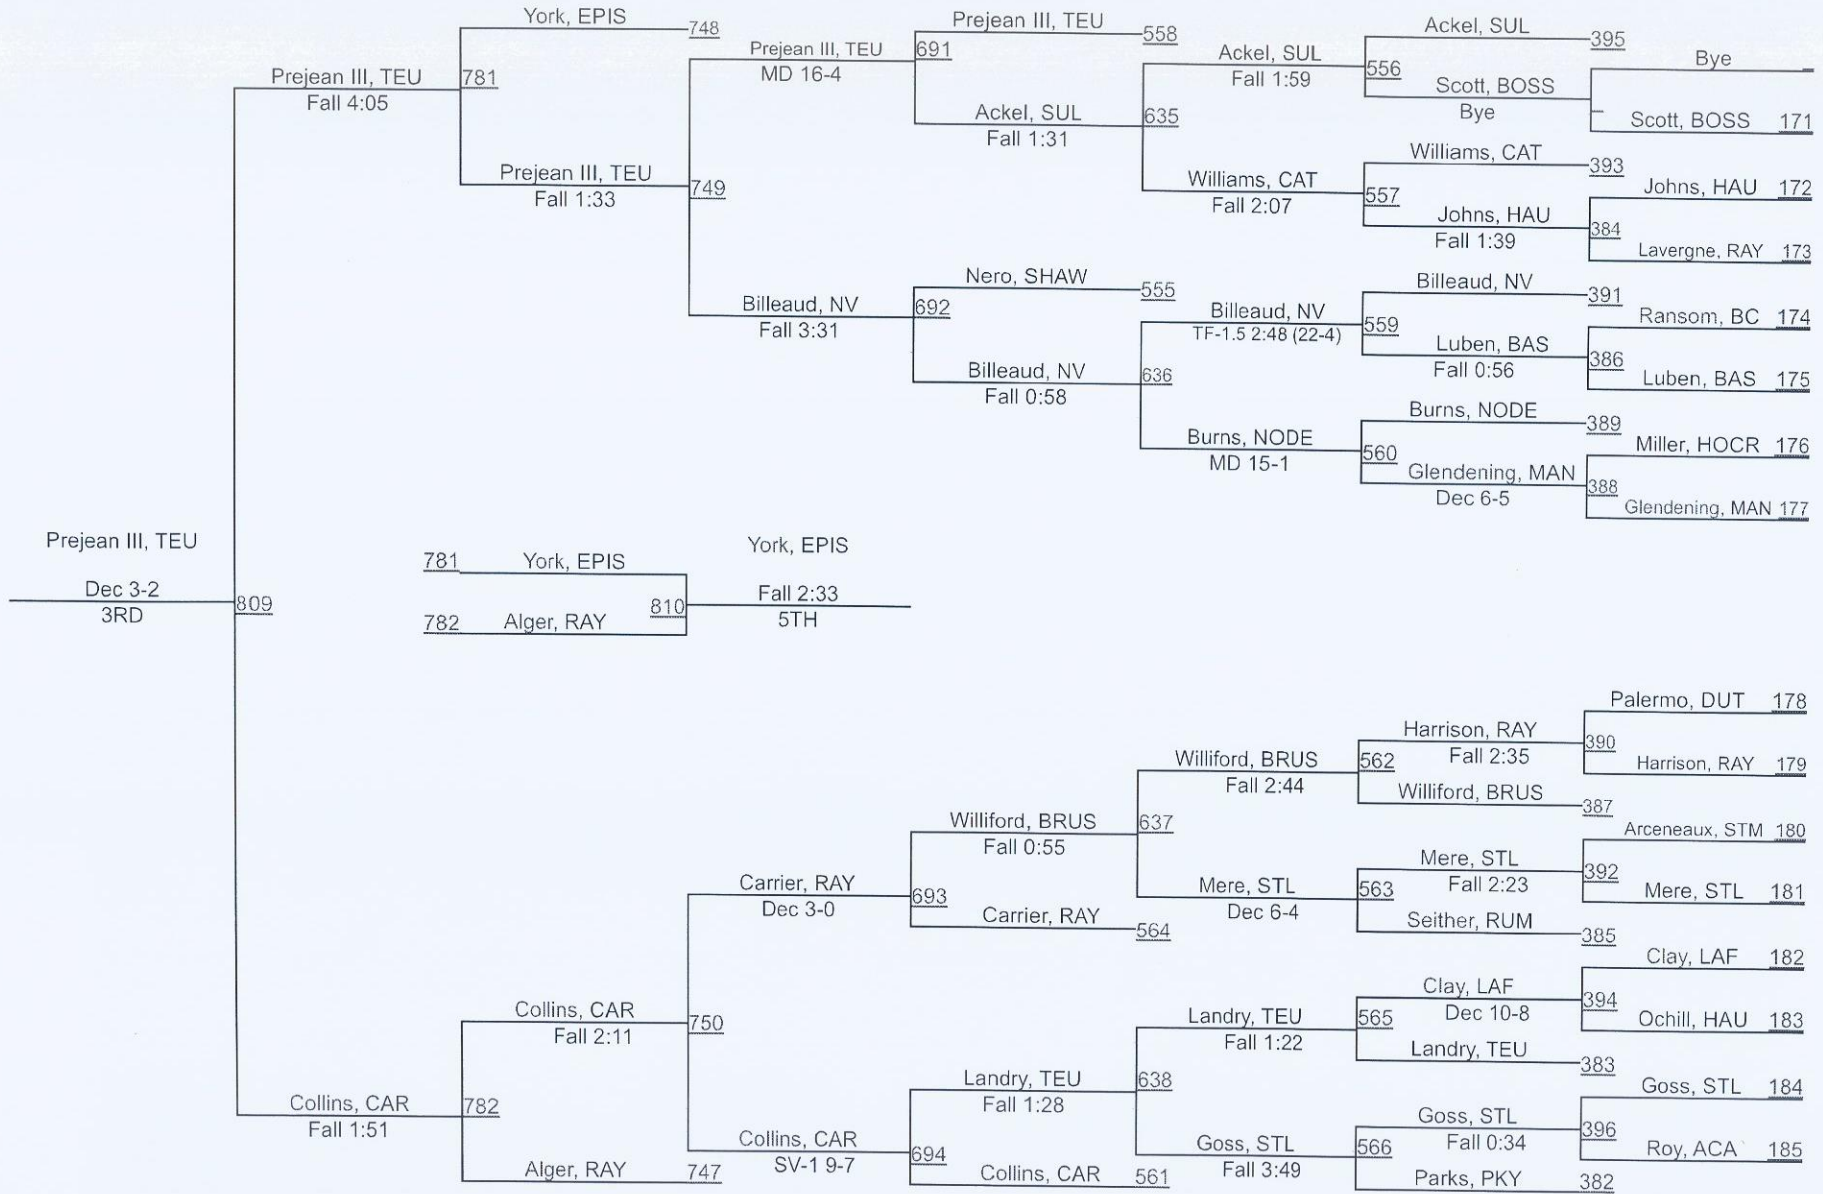 York, EPIS
748
Prejean III, TEU
781
Fall 4:05
Prejean III, TEU
Fall 1:33
749
Prejean III, TEU
MD 16-4
691
Billeaud, NV
Fall 3:31
692
Prejean III, TEU
558
Ackel, SUL
Fall 1:31
635
Nero, SHAW
555
Billeaud, NV
Fall 0:58
636
Ackel, SUL
Fall 1:59
556
Williams, CAT
Fall 2:07
557
Billeaud, NV
TF-1.5 2:48 (22-4)
559
Burns, NODE
MD 15-1
560
Ackel, SUL
395
Scott, BOSS
Bye
Williams, CAT
393
Johns, HAU
Fall 1:39
384
Billeaud, NV
391
Luben, BAS
Fall 0:56
386
Burns, NODE
389
Glendening, MAN
Dec 6-5
388
Bye
Scott, BOSS 171
Johns, HAU 172
Lavergne, RAY 173
Ransom, BC 174
Luben, BAS 175
Miller, HOCR 176
Glendening, MAN 177
Prejean III, TEU
Dec 3-2
3RD
809
781 York, EPIS
782 Alger, RAY
810
York, EPIS
Fall 2:33
5TH
Collins, CAR
Fall 1:51
782
Collins, CAR
Fall 2:11
750
Alger, RAY
747
Carrier, RAY
Dec 3-0
693
Collins, CAR
SV-1 9-7
694
Williford, BRUS
Fall 0:55
637
Carrier, RAY
564
Landry, TEU
Fall 1:28
638
Collins, CAR
561
Williford, BRUS
Fall 2:44
562
Mere, STL
Dec 6-4
563
Landry, TEU
Fall 1:22
565
Goss, STL
Fall 3:49
566
Harrison, RAY
Fall 2:35
390
Williford, BRUS
387
Mere, STL
Fall 2:23
392
Seither, RUM
385
Clay, LAF
Dec 10-8
394
Landry, TEU
383
Goss, STL
Fall 0:34
396
Parks, PKY
382
Palermo, DUT 178
Harrison, RAY 179
Arceneaux, STM 180
Mere, STL 181
Clay, LAF 182
Ochill, HAU 183
Goss, STL 184
Roy, ACA 185